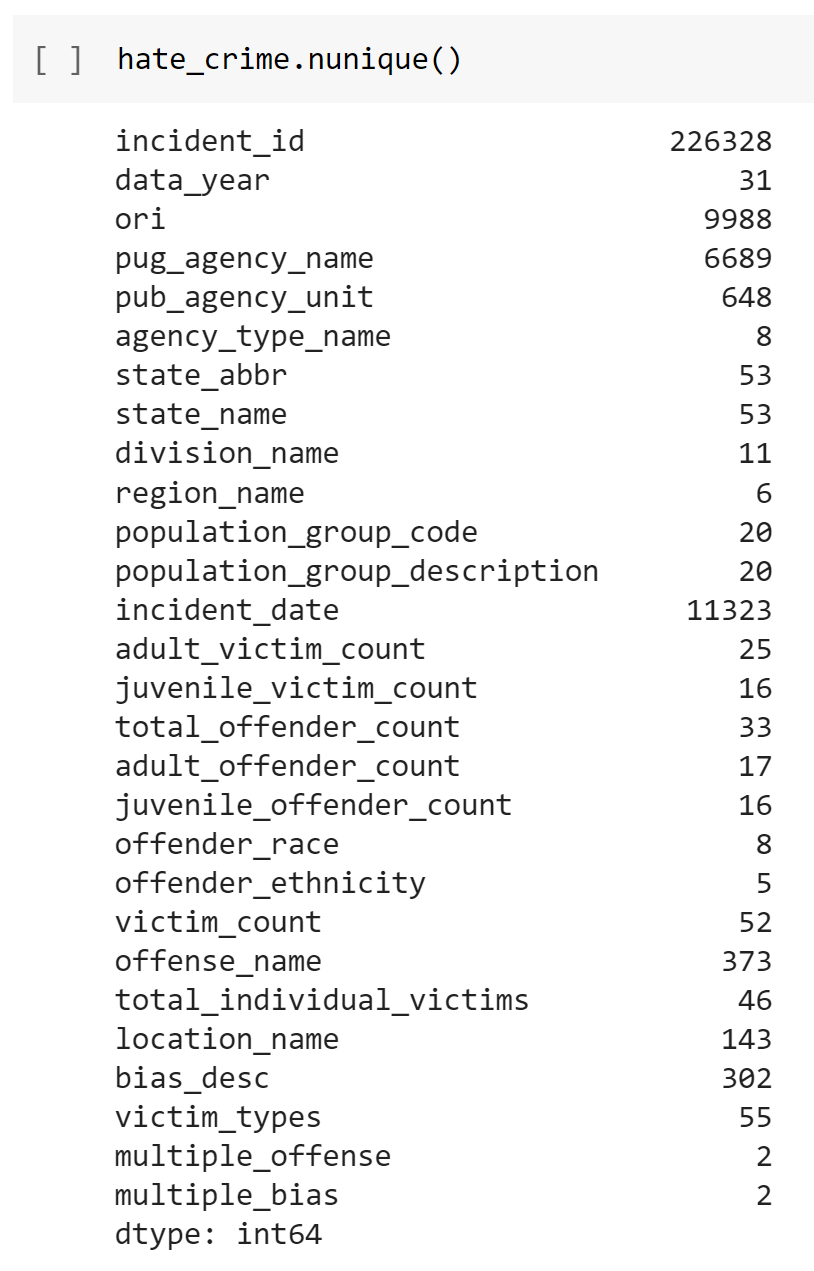 [ ] hate_crime.nunique()
incident_id 226328
data_year 31
ori 9988
pug_agency_name 6689
pub_agency_unit 648
agency_type_name 8
state_abbr 53
state_name 53
division_name 11
region_name 6
population_group_code 20
population_group_description 20
incident_date 11323
adult_victim_count 25
juvenile_victim_count 16
total_offender_count 33
adult_offender_count 17
juvenile_offender_count 16
offender_race 8
offender_ethnicity 5
victim_count 52
offense_name 373
total_individual_victims 46
location_name 143
bias_desc 302
victim_types 55
multiple_offense 2
multiple_bias 2
dtype: int64